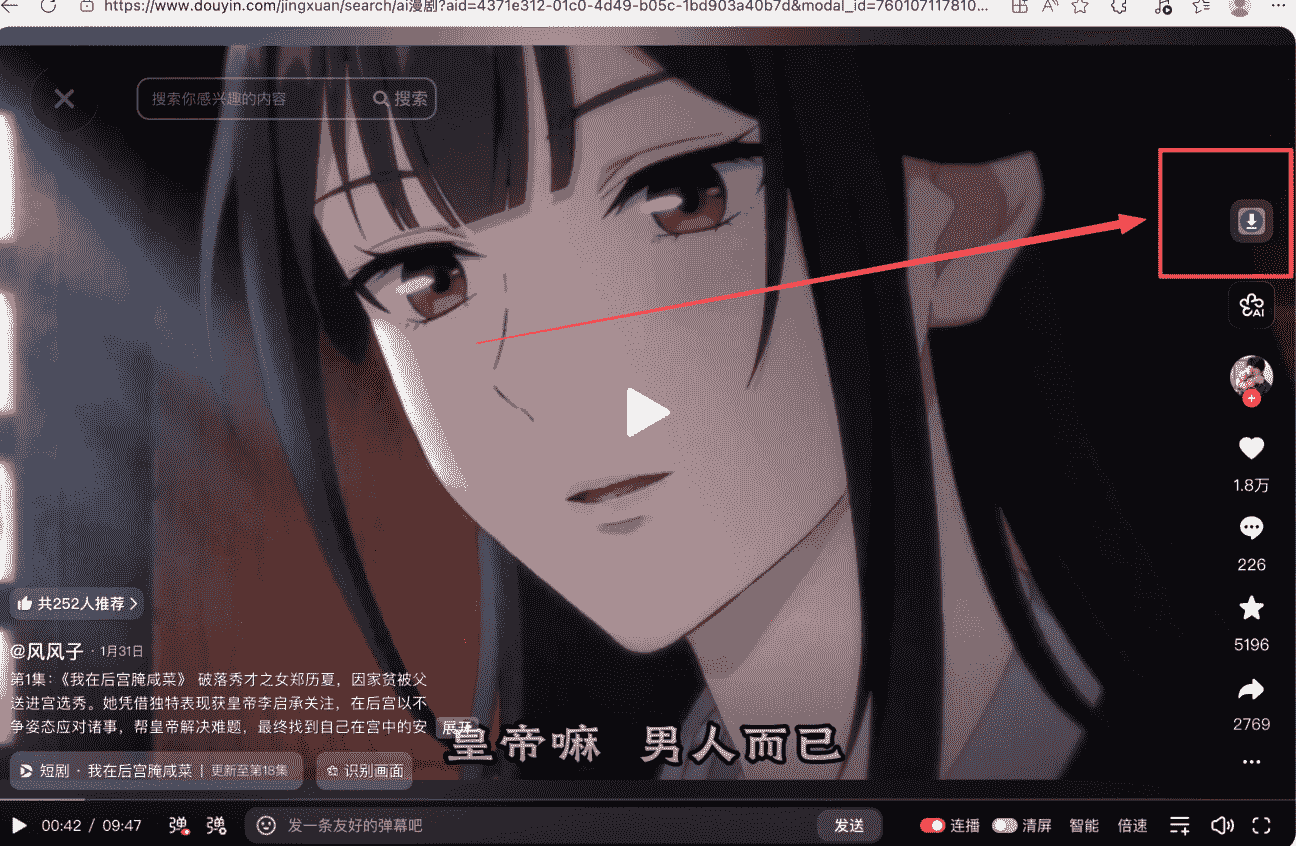 https://www.douyin.com/jingxuan/search/ai漫剧?aid=4371e312-01c0-4d49-b05c-1bd903a40b7d&modal_id=760107117810...
搜索你感兴趣的内容 搜索
AI
1.8万
226
5196
2769
共252人推荐
@风风子 · 1月31日
第1集：《我在后宫腌咸菜》 破落秀才之女郑历夏，因家贫被父
送进宫选秀。她凭借独特表现获皇帝李启承关注，在后宫以不
争姿态应对诸事，帮皇帝解决难题，最终找到自己在宫中的安 展开
皇帝嘛 男人而已
短剧 · 我在后宫腌咸菜 | 更新至第18集 识别画面
00:42 / 09:47 弹 弹 发一条友好的弹幕吧 发送 连播 清屏 智能 倍速